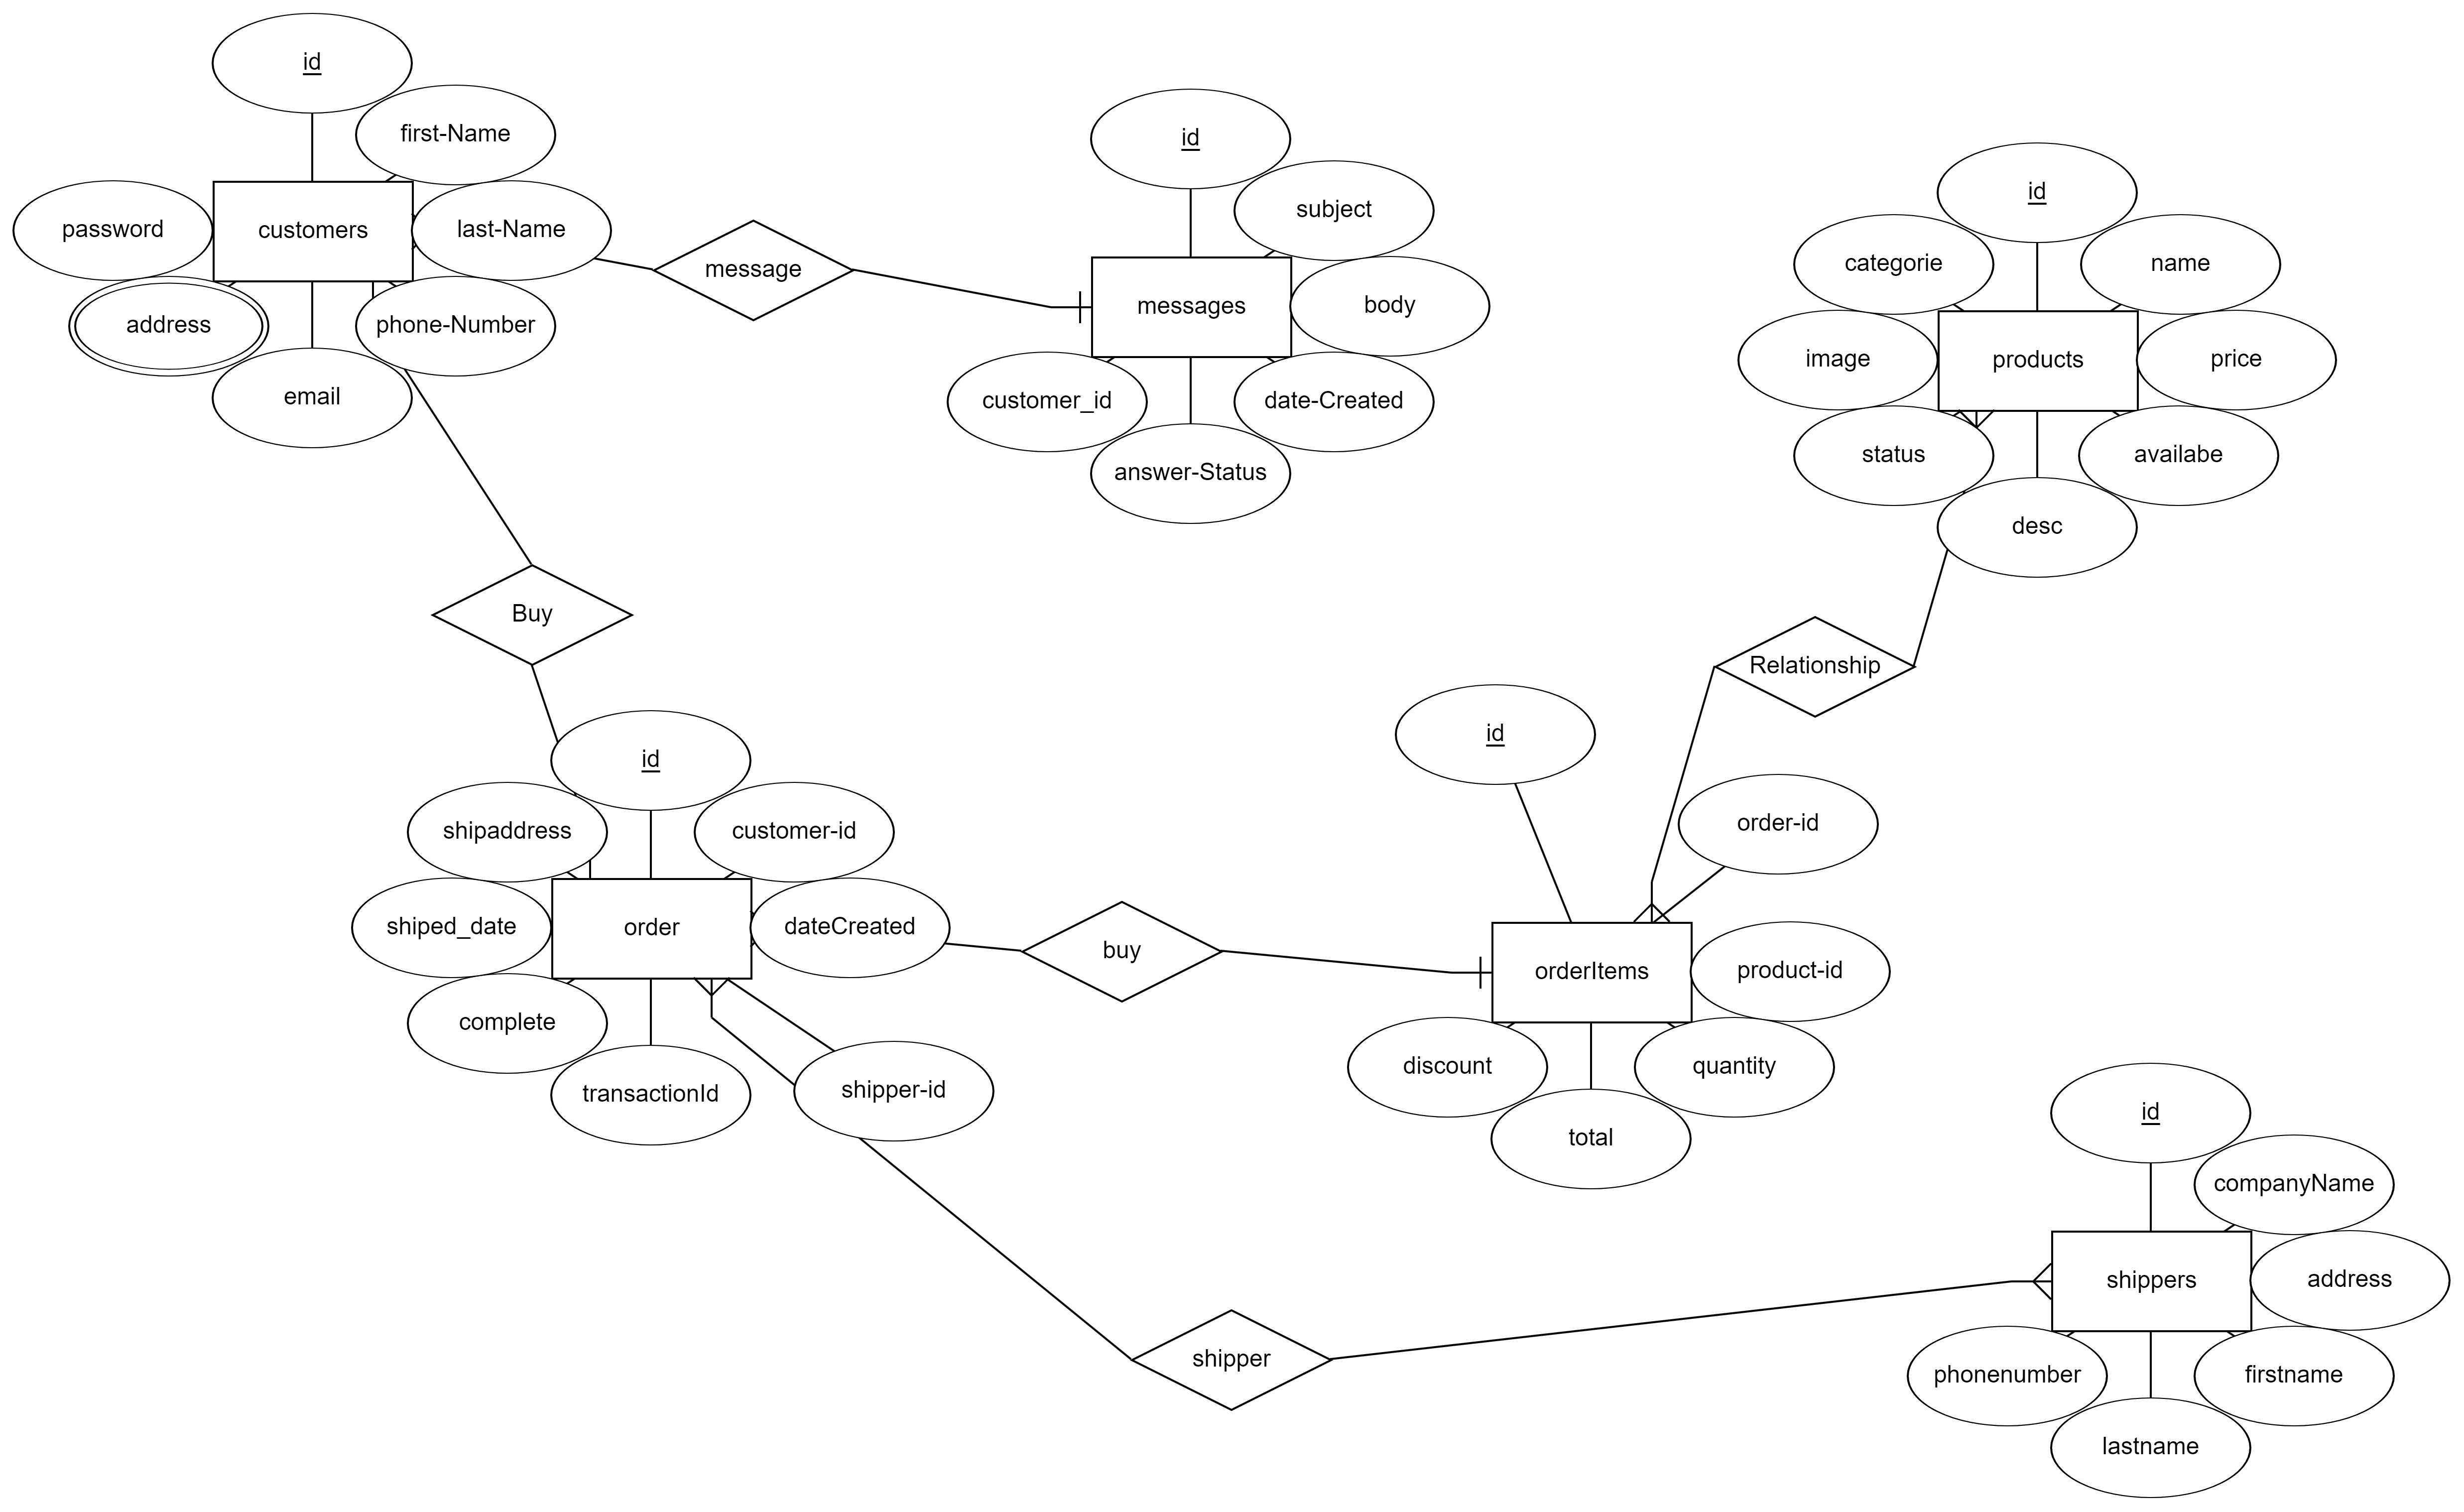 id
first-Name
password
customers
last-Name
address
phone-Number
email
message
id
subject
messages
body
customer_id
date-Created
answer-Status
id
categorie
name
image
products
price
status
availabe
desc
Buy
Relationship
id
shipaddress
customer-id
shiped_date
order
dateCreated
complete
transactionId
shipper-id
buy
id
order-id
orderItems
product-id
discount
quantity
total
id
companyName
shippers
address
phonenumber
firstname
lastname
shipper